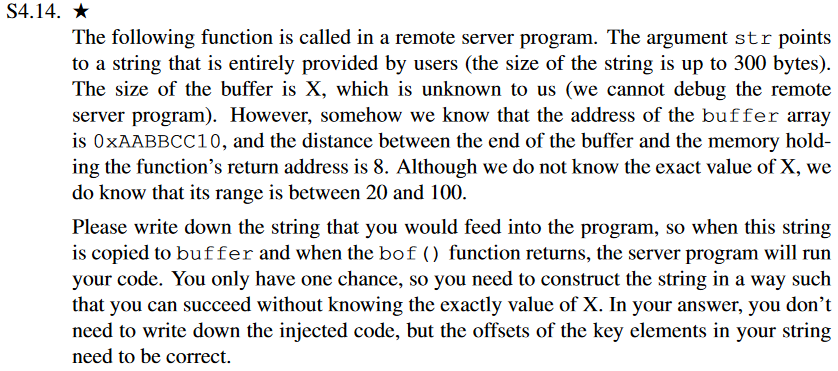 S4.14. ★
The following function is called in a remote server program. The argument str points
to a string that is entirely provided by users (the size of the string is up to 300 bytes).
The size of the buffer is X, which is unknown to us (we cannot debug the remote
server program). However, somehow we know that the address of the buffer array
is 0xAABBCC10, and the distance between the end of the buffer and the memory hold-
ing the function's return address is 8. Although we do not know the exact value of X, we
do know that its range is between 20 and 100.
Please write down the string that you would feed into the program, so when this string
is copied to buffer and when the bof() function returns, the server program will run
your code. You only have one chance, so you need to construct the string in a way such
that you can succeed without knowing the exactly value of X. In your answer, you don't
need to write down the injected code, but the offsets of the key elements in your string
need to be correct.